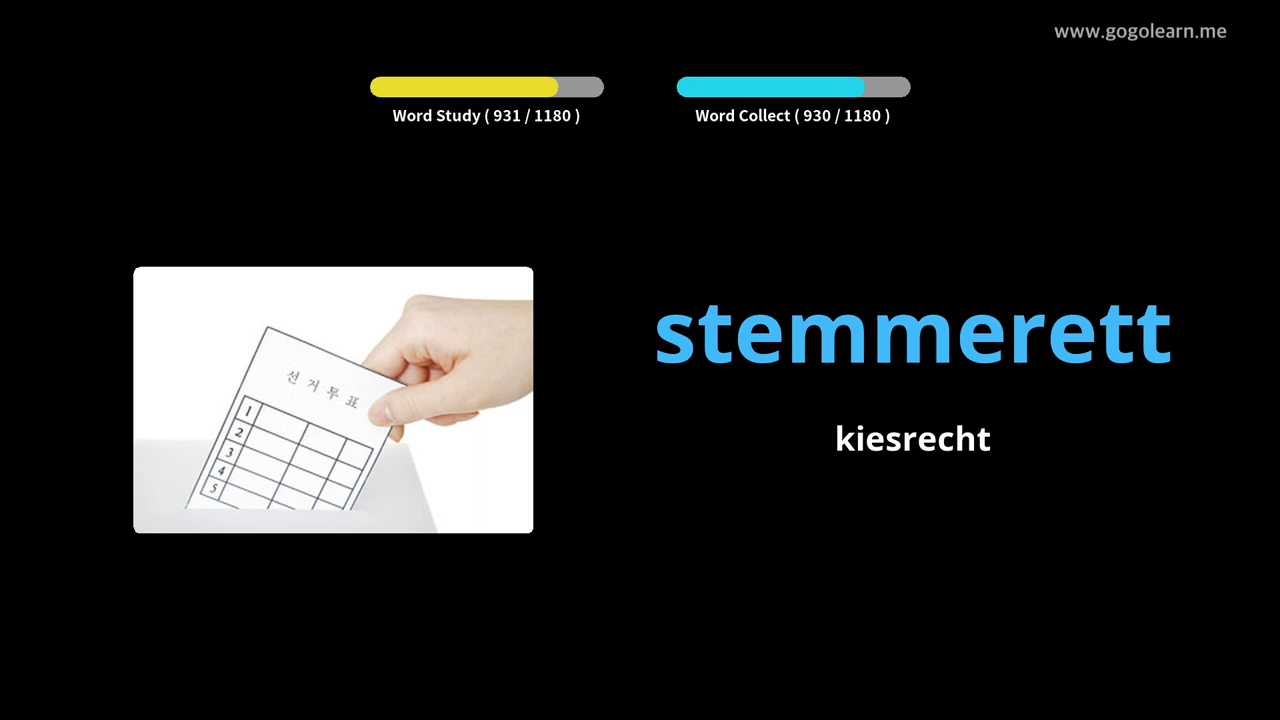 www.gogolearn.me
Word Study ( 931 / 1180 )
Word Collect ( 930 / 1180 )
선거투표
1
2
3
4
5
stemmerett
kiesrecht